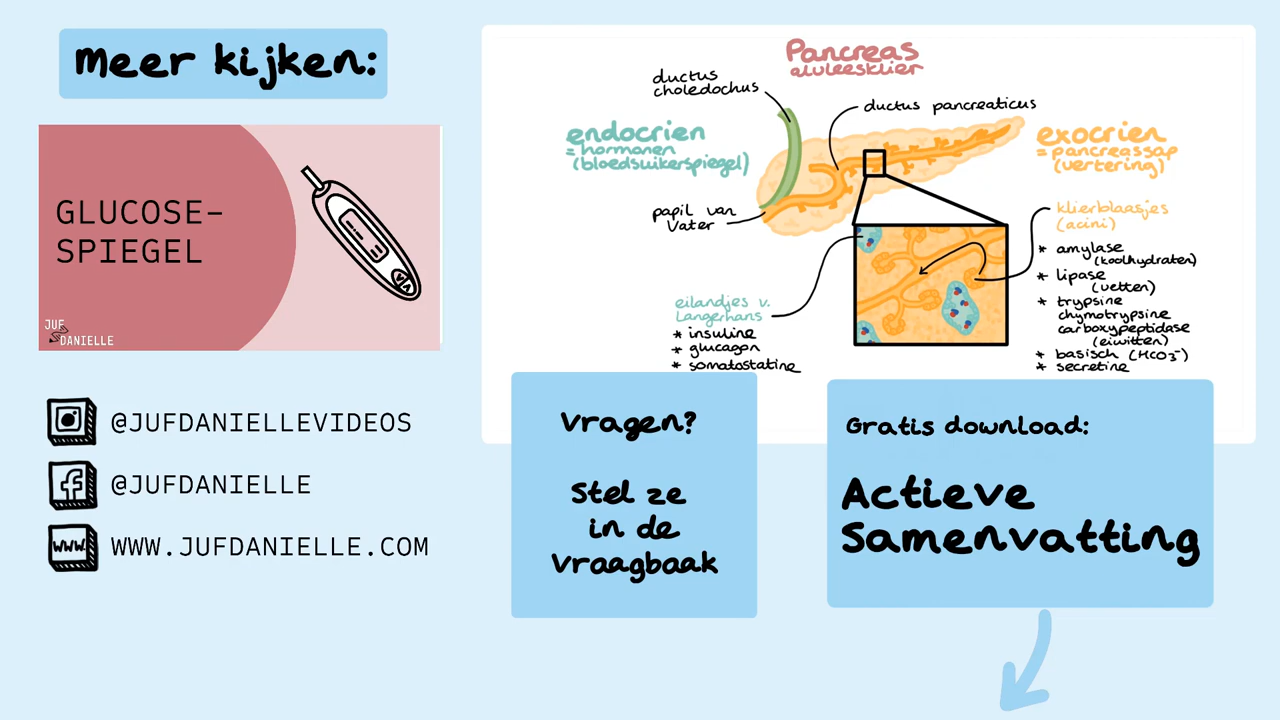 Meer kijken:
GLUCOSE-
SPIEGEL
JUF
DANIELLE
@JUFDANIELLEVIDEOS
@JUFDANIELLE
WWW
WWW.JUFDANIELLE.COM
Pancreas
alvleesklier
ductus
choledochus
ductus pancreaticus
endocrien
= hormonen
(bloedsuikerspiegel)
exocrien
= pancreassap
(vertering)
papil van
Vater
klierblaasjes
(acini)
* amylase
(koolhydraten)
* lipase
(vetten)
* trypsine
chymotrypsine
carboxypeptidase
(eiwitten)
* basisch (HCO3-)
* secretine
eilandjes v.
Langerhans
* insuline
* glucagon
* somatostatine
Vragen?
Stel ze
in de
vraagbaak
Gratis download:
Actieve
Samenvatting